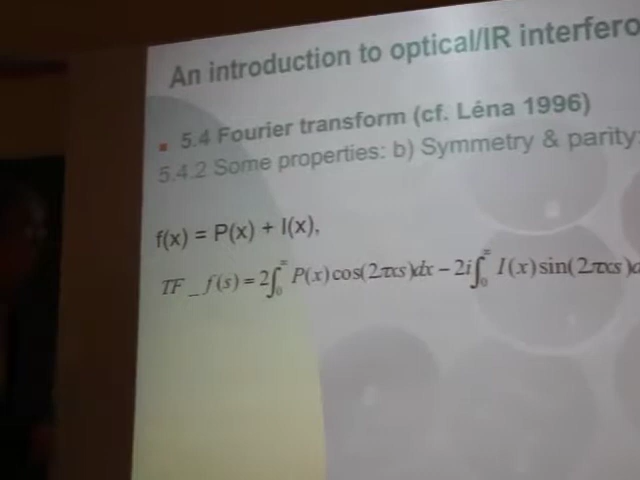 An introduction to optical/IR interfero
5.4 Fourier transform (cf. Léna 1996)
5.4.2 Some properties: b) Symmetry & parity:
f(x) = P(x) + I(x),
TF_f(s) = 2∫₀^∞ P(x)cos(2πxs)dx − 2i∫₀^∞ I(x)sin(2πxs)d